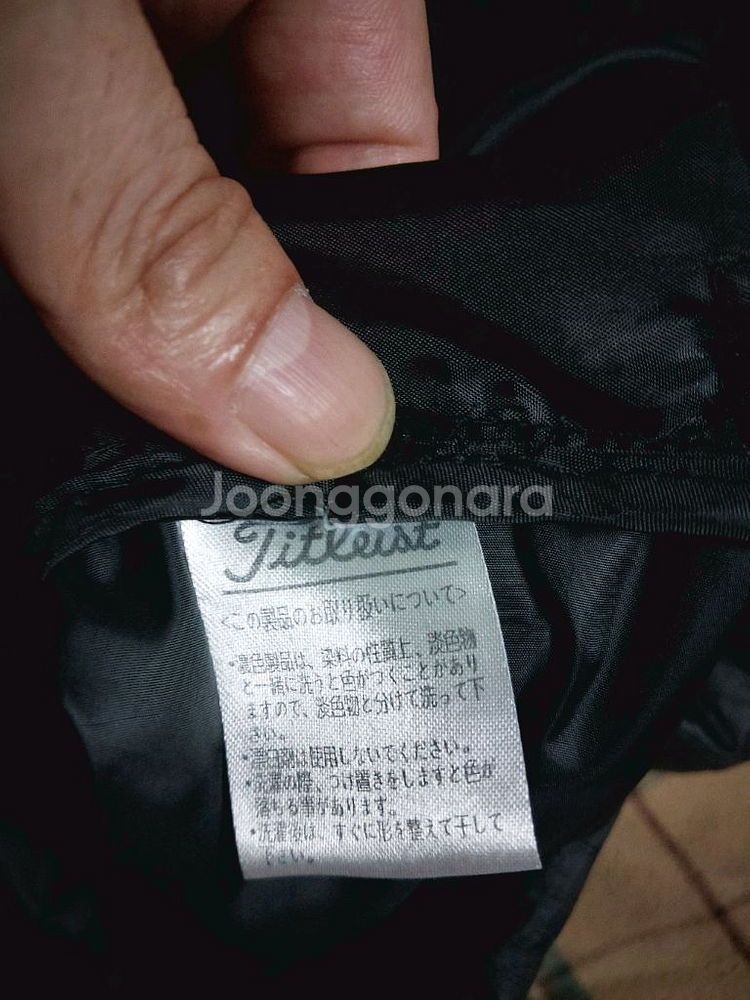 Joonggonara
Titleist
<この製品のお取り扱いについて>
・濃色製品は、染料の性質上、淡色物
と一緒に洗うと色がつくことがあり
ますので、淡色物と分けて洗って下
さい。
・漂白剤は使用しないでください。
・洗濯の際、つけ置きをしますと色が
落ちる事があります。
・洗濯後は、すぐに形を整えて干して
下さい。